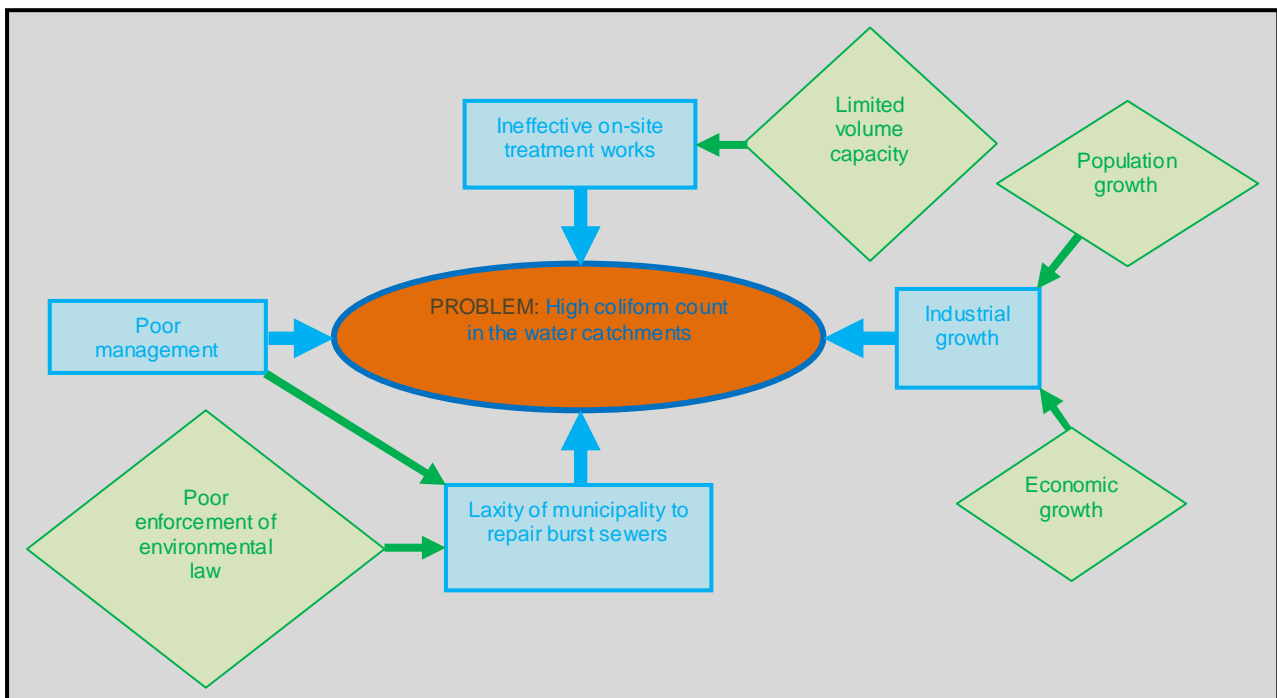 Limited
volume
capacity
Ineffective on-site
treatment works
Population
growth
PROBLEM: High coliform count
in the water catchments
Industrial
growth
Poor
management
Poor
enforcement of
environmental
law
Laxity of municipality to
repair burst sewers
Economic
growth